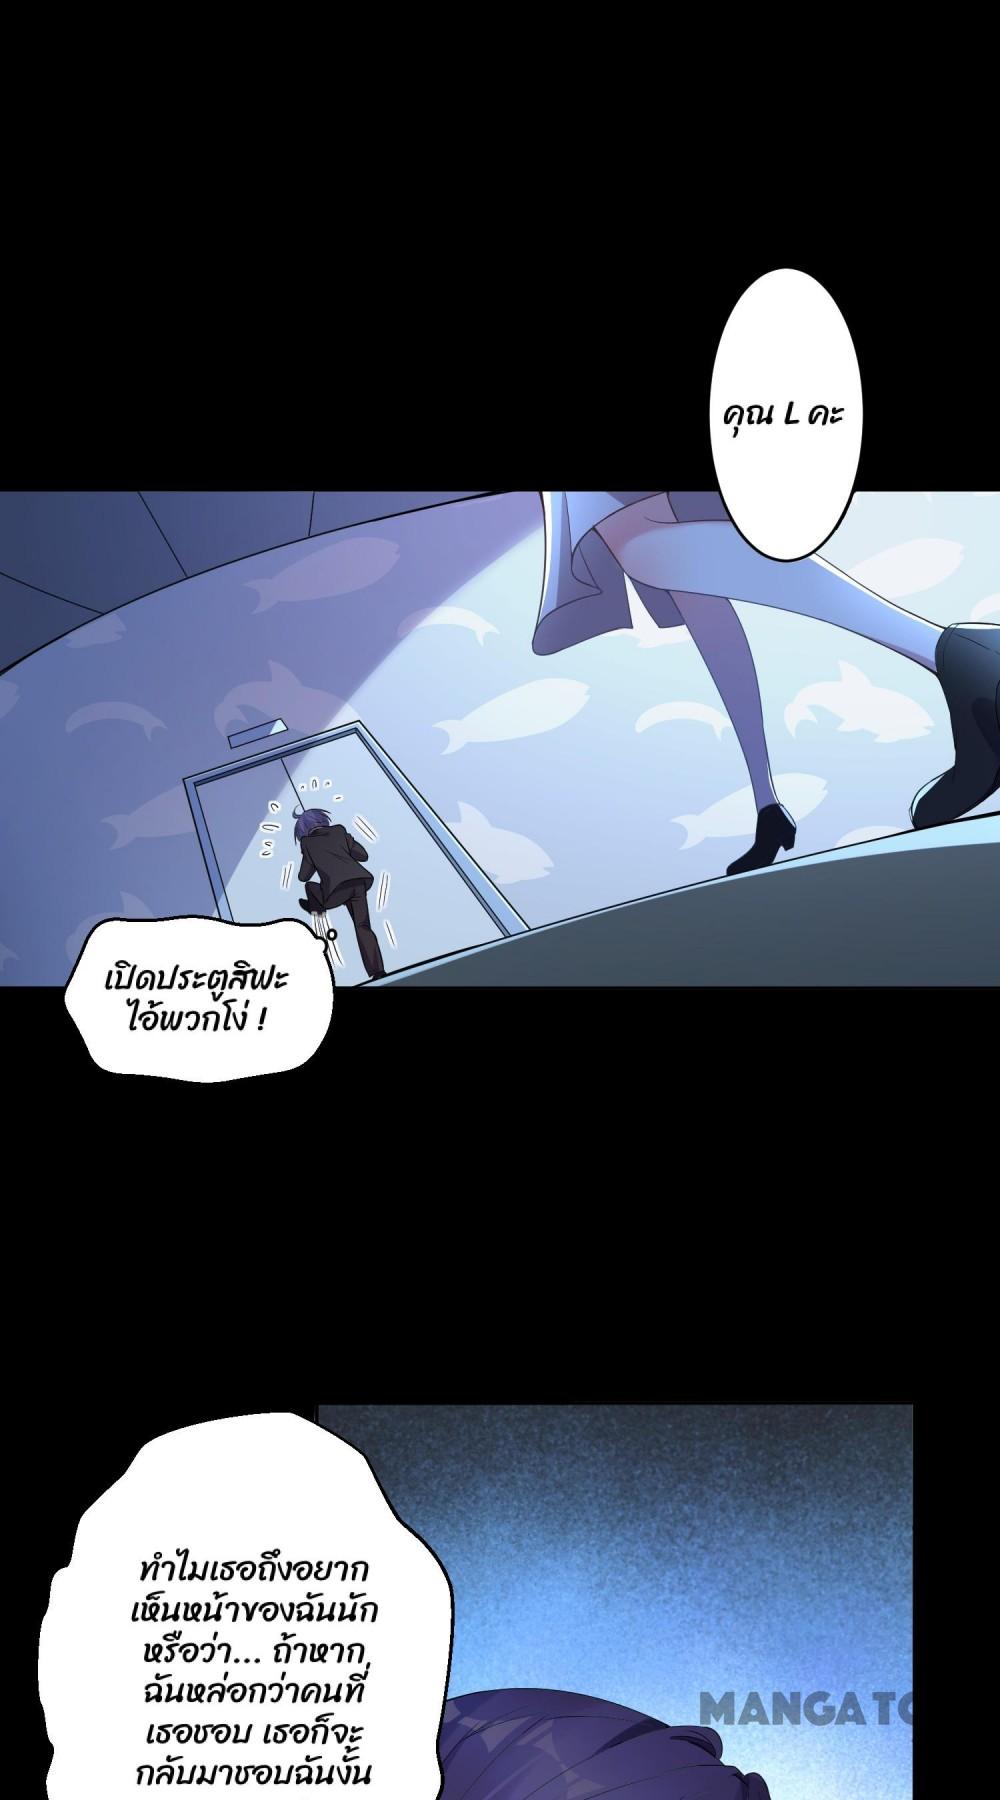 คุณ L คะ
เปิดประตูสิฟะ
ไอ้พวกโง่ !
ทำไมเธอถึงอยาก
เห็นหน้าของฉันนัก
หรือว่า... ถ้าหาก
ฉันหล่อกว่าคนที่
เธอชอบ เธอก็จะ
กลับมาชอบฉันงั้น
MANGATO